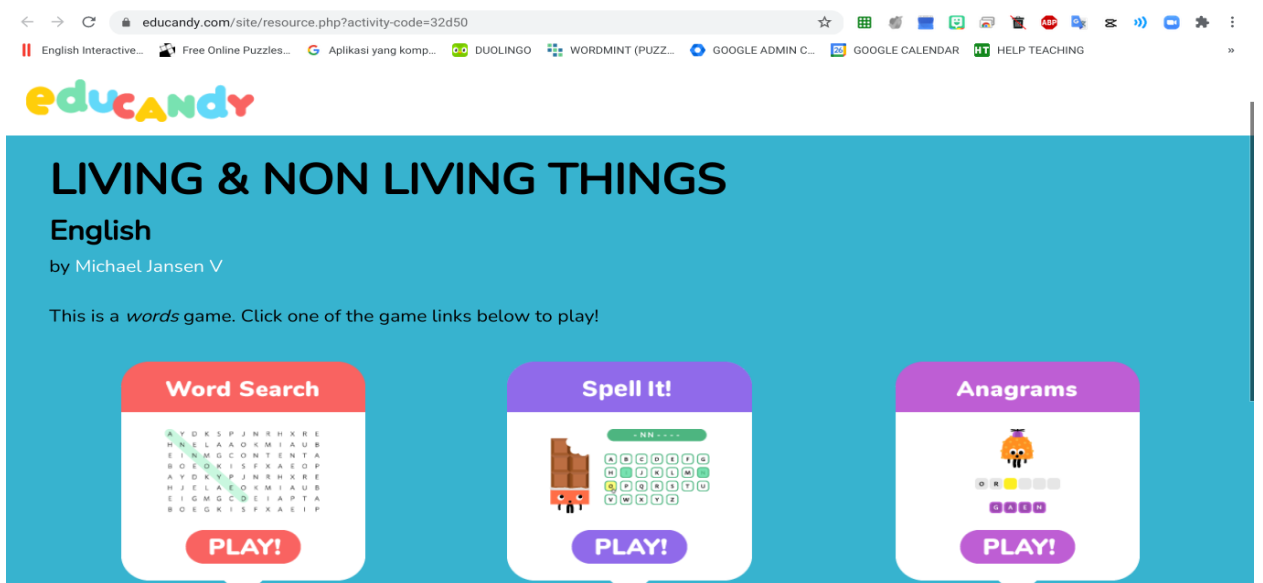 educandy.com/site/resource.php?activity-code=32d50
English Interactive... Free Online Puzzles... Aplikasi yang komp... DUOLINGO WORDMINT (PUZZ... GOOGLE ADMIN C... GOOGLE CALENDAR HELP TEACHING »
educandy
LIVING & NON LIVING THINGS
English
by Michael Jansen V
This is a words game. Click one of the game links below to play!
Word Search Spell It! Anagrams
A Y D K S P J N R H X R E
H N E L A A O K M I A U B
E I N M G C O N T E N T A
B O E D K I S F X A E O P
A Y D K Y P J N R H X R E
H J E L A E O K M I A U B
E I G M G C D E I A P T A
B O E G K I S F X A E I P
- N N - - - -
A B C D E F G
H I J K L M N
O P Q R S T U
V W X Y Z
O R
G A E N
PLAY! PLAY! PLAY!